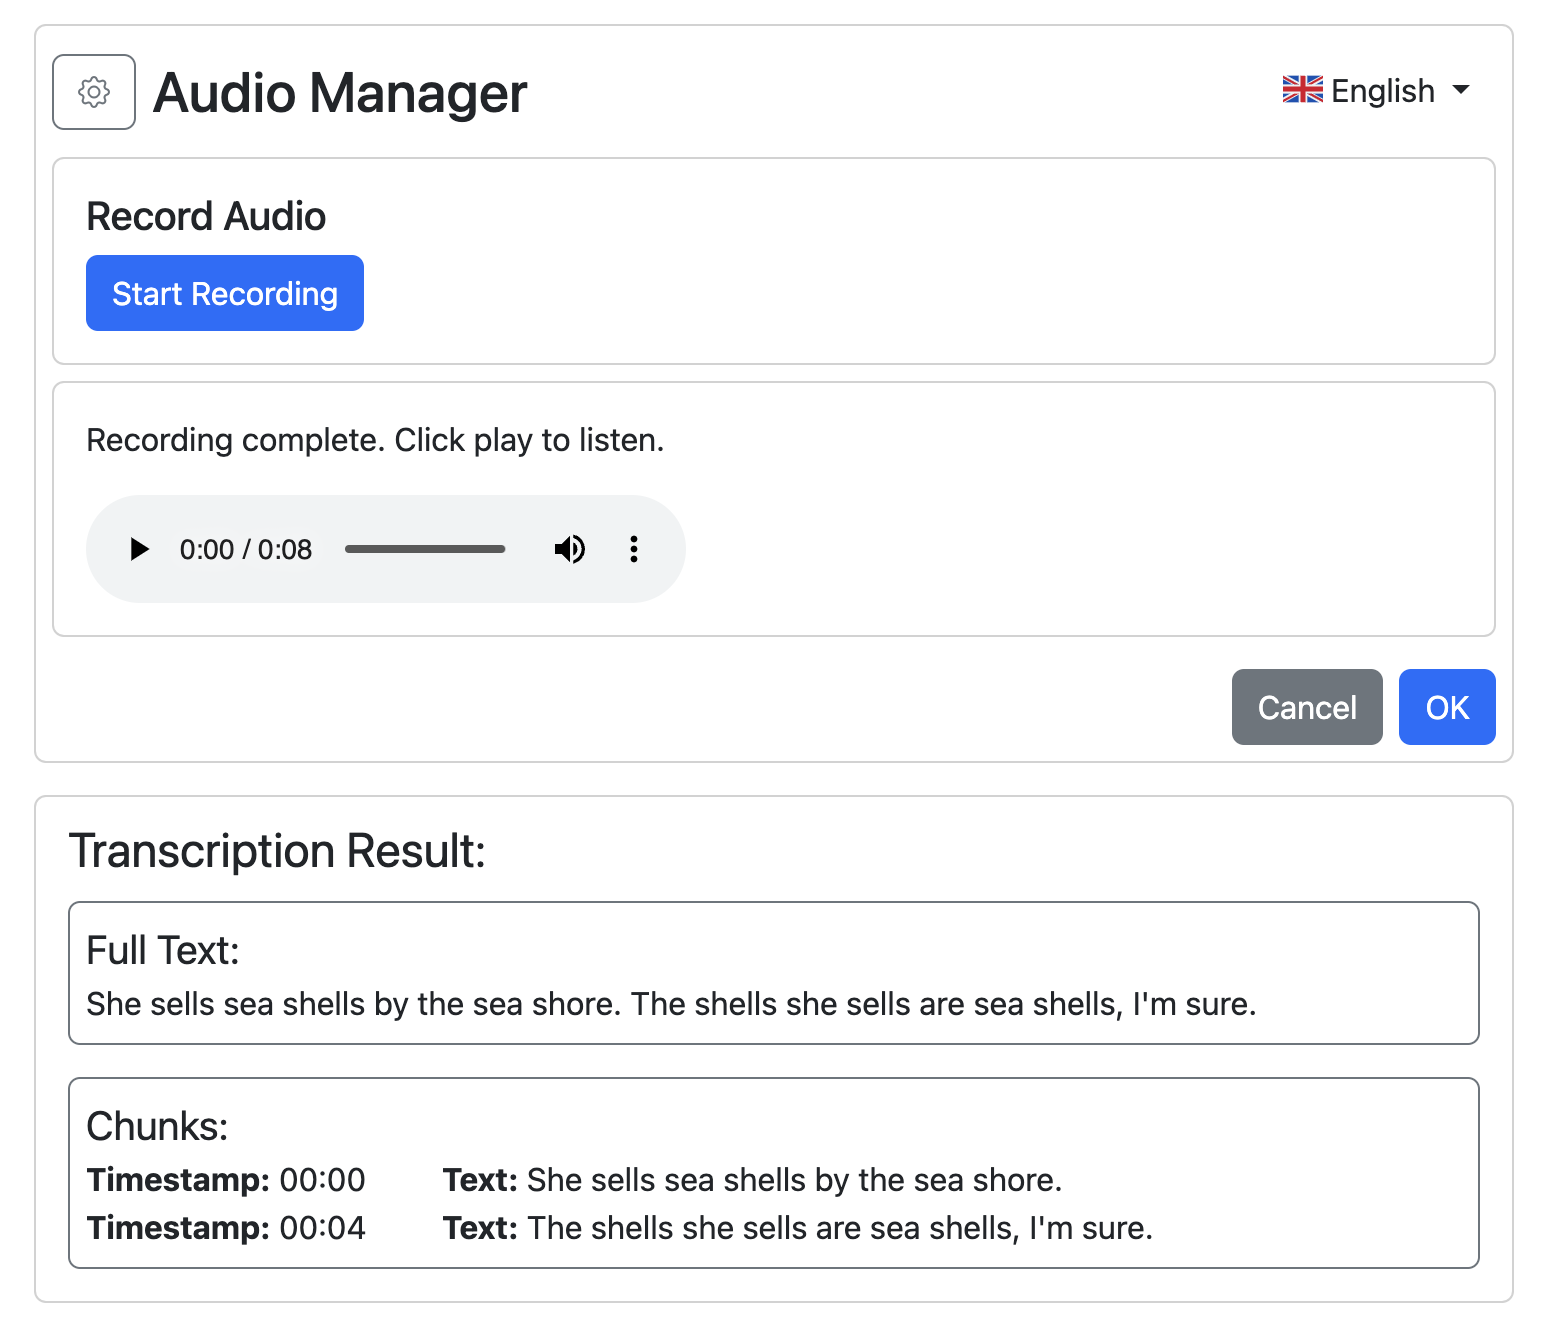 Audio Manager
English
Record Audio
Start Recording
Recording complete. Click play to listen.
0:00 / 0:08
Cancel
OK
Transcription Result:
Full Text:
She sells sea shells by the sea shore. The shells she sells are sea shells, I'm sure.
Chunks:
Timestamp: 00:00 Text: She sells sea shells by the sea shore.
Timestamp: 00:04 Text: The shells she sells are sea shells, I'm sure.